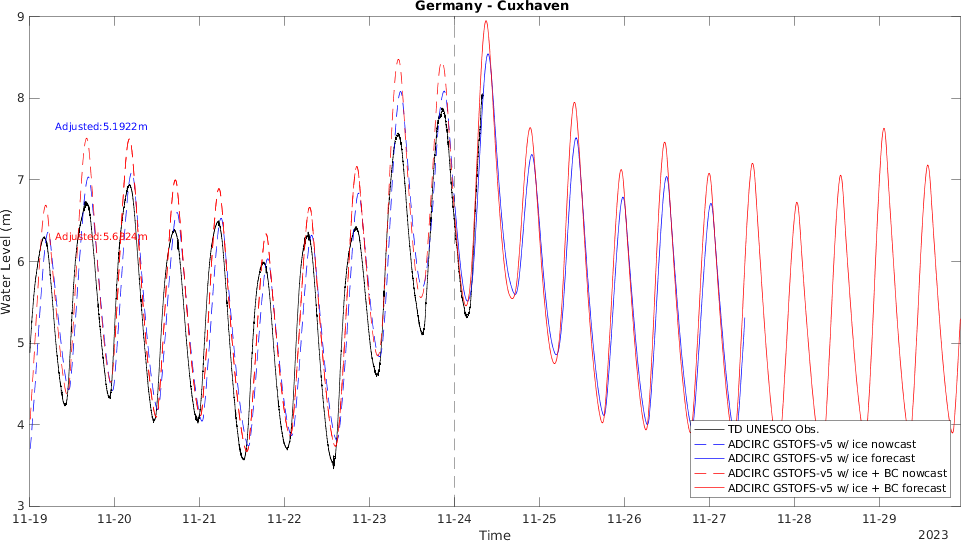 Germany - Cuxhaven
9
8
7
6
5
4
3
Water Level (m)
Adjusted:5.1922m
Adjusted:5.6324m
TD UNESCO Obs.
ADCIRC GSTOFS-v5 w/ ice nowcast
ADCIRC GSTOFS-v5 w/ ice forecast
ADCIRC GSTOFS-v5 w/ ice + BC nowcast
ADCIRC GSTOFS-v5 w/ ice + BC forecast
11-19 11-20 11-21 11-22 11-23 11-24 11-25 11-26 11-27 11-28 11-29
Time
2023